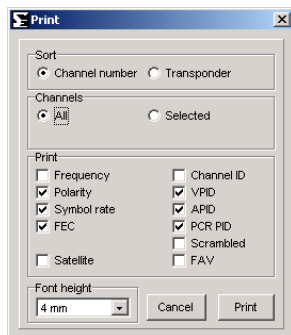 Print
Sort
Channel number Transponder
Channels
All Selected
Print
Frequency Channel ID
Polarity VPID
Symbol rate APID
FEC PCR PID
Scrambled
Satellite FAV
Font height
4 mm Cancel Print